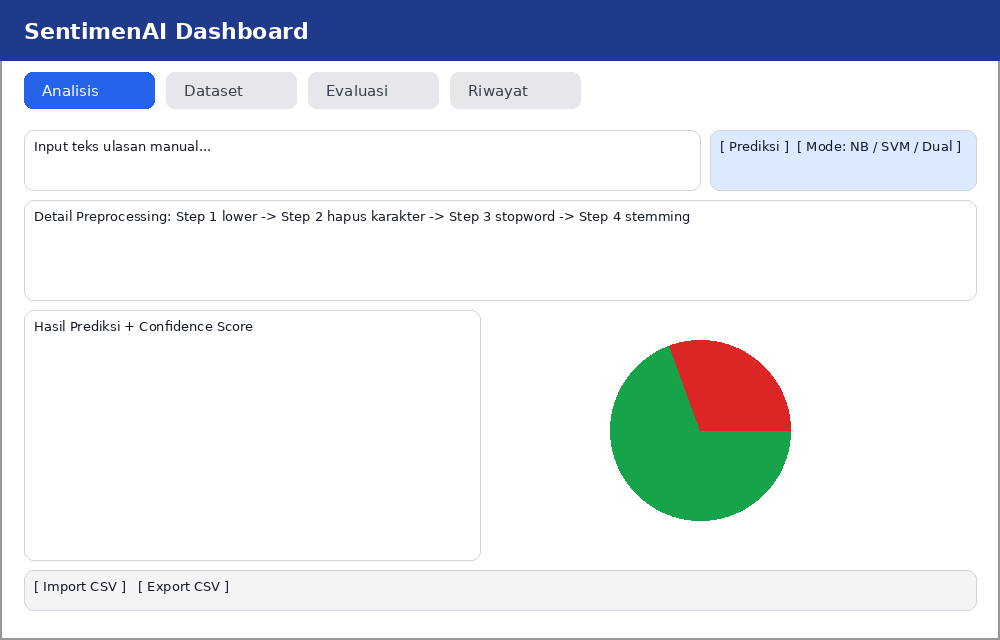 SentimenAI Dashboard
Analisis Dataset Evaluasi Riwayat
Input teks ulasan manual...
[ Prediksi ] [ Mode: NB / SVM / Dual ]
Detail Preprocessing: Step 1 lower -> Step 2 hapus karakter -> Step 3 stopword -> Step 4 stemming
Hasil Prediksi + Confidence Score
[ Import CSV ] [ Export CSV ]